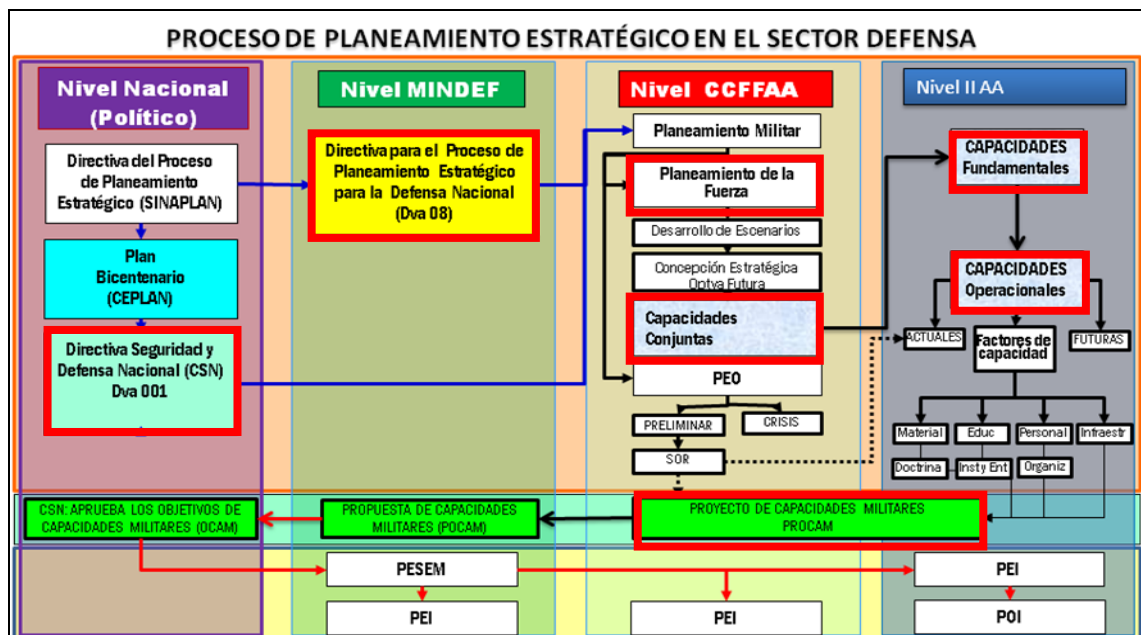 PROCESO DE PLANEAMIENTO ESTRATÉGICO EN EL SECTOR DEFENSA
Nivel Nacional
(Político)
Directiva del Proceso
de Planeamiento
Estratégico (SINAPLAN)
Plan
Bicentenario
(CEPLAN)
Directiva Seguridad y
Defensa Nacional (CSN)
Dva 001
Nivel MINDEF
Directiva para el Proceso de
Planeamiento Estratégico
para la Defensa Nacional
(Dva 08)
Nivel CCFFAA
Planeamiento Militar
Planeamiento de la
Fuerza
Desarrollo de Escenarios
Concepción Estratégica
Optva Futura
Capacidades
Conjuntas
PEO
PRELIMINAR
CRISIS
SOR
Nivel II AA
CAPACIDADES
Fundamentales
CAPACIDADES
Operacionales
ACTUALES
Factores de
capacidad
FUTURAS
Material
Educ
Personal
Infraestr
Doctrina
Insty Ent
Organiz
CSN: APRUEBA LOS OBJETIVOS DE
CAPACIDADES MILITARES (OCAM)
PROPUESTA DE CAPACIDADES
MILITARES (POCAM)
PROYECTO DE CAPACIDADES MILITARES
PROCAM
PESEM
PEI
PEI
PEI
POI